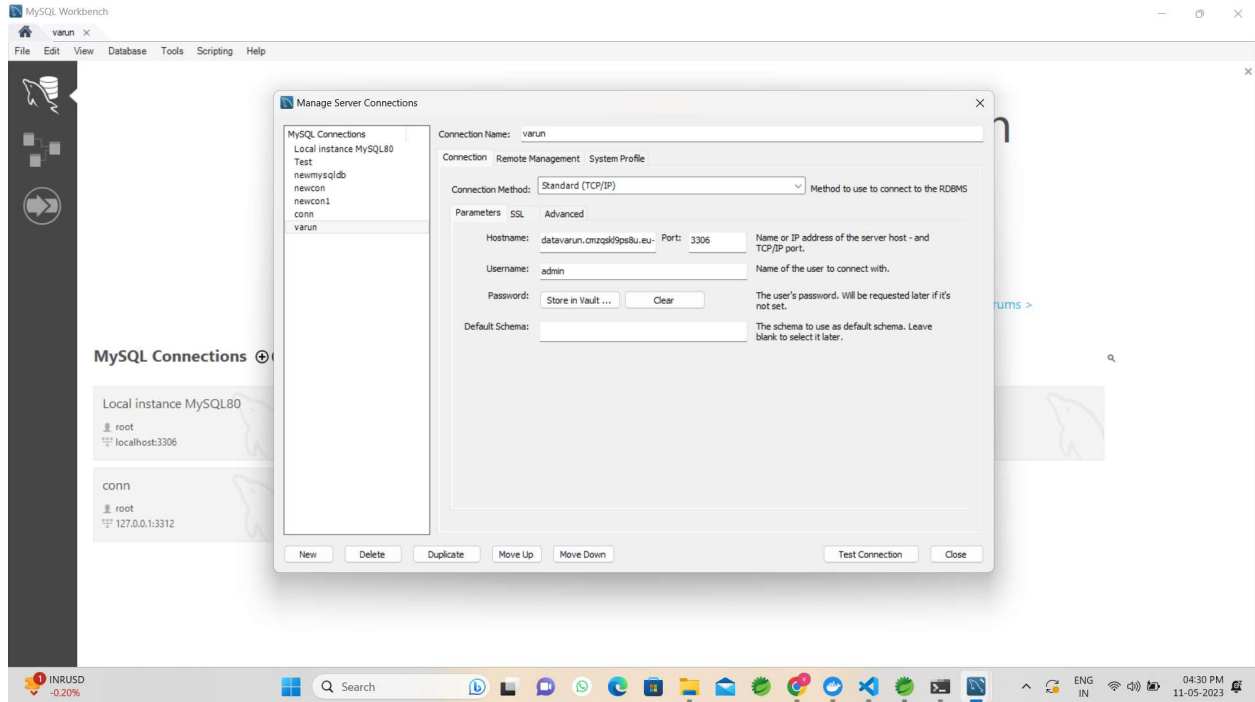 MySQL Workbench
varun
File Edit View Database Tools Scripting Help
Manage Server Connections
MySQL Connections
Local instance MySQL80
Test
newmysqldb
newcon
newcon1
conn
varun
Connection Name: varun
Connection Remote Management System Profile
Connection Method: Standard (TCP/IP) Method to use to connect to the RDBMS
Parameters SSL Advanced
Hostname: datavarun.cmzqskl9ps8u.eu- Port: 3306 Name or IP address of the server host - and
TCP/IP port.
Username: admin Name of the user to connect with.
Password: Store in Vault ... Clear The user's password. Will be requested later if it's
not set.
Default Schema: The schema to use as default schema. Leave
blank to select it later.
New Delete Duplicate Move Up Move Down Test Connection Close
n
rums >
MySQL Connections
Local instance MySQL80
root
localhost:3306
conn
root
127.0.0.1:3312
1
INRUSD
-0.20%
Search
ENG
IN
04:30 PM
11-05-2023